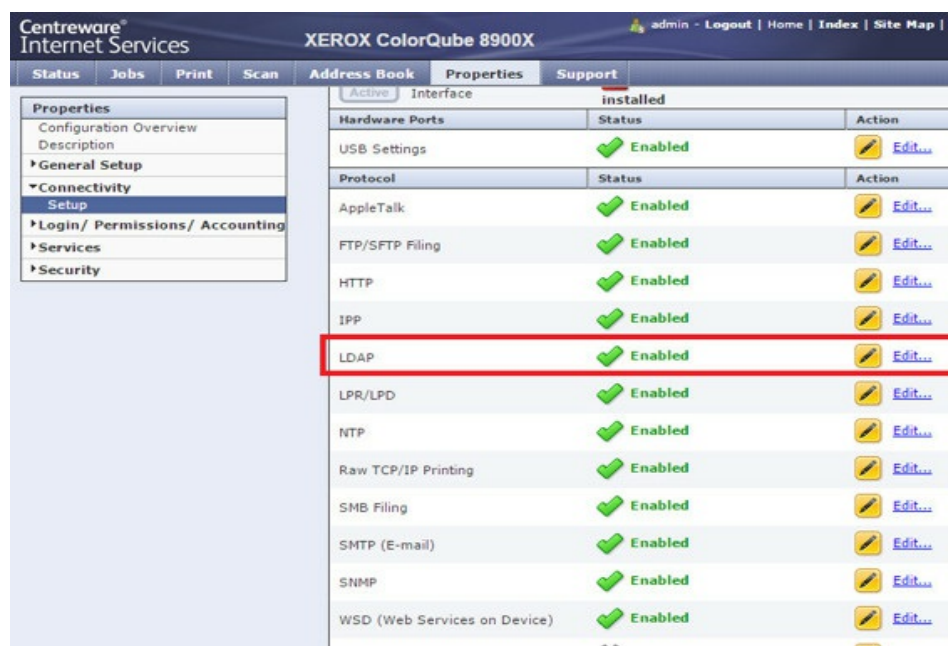 Centreware®
Internet Services
XEROX ColorQube 8900X
admin - Logout | Home | Index | Site Map |
Status Jobs Print Scan Address Book Properties Support
Properties
Configuration Overview
Description
General Setup
Connectivity
Setup
Login/ Permissions/ Accounting
Services
Security
Active Interface installed
Hardware Ports Status Action
USB Settings Enabled Edit...
Protocol Status Action
AppleTalk Enabled Edit...
FTP/SFTP Filing Enabled Edit...
HTTP Enabled Edit...
IPP Enabled Edit...
LDAP Enabled Edit...
LPR/LPD Enabled Edit...
NTP Enabled Edit...
Raw TCP/IP Printing Enabled Edit...
SMB Filing Enabled Edit...
SMTP (E-mail) Enabled Edit...
SNMP Enabled Edit...
WSD (Web Services on Device) Enabled Edit...